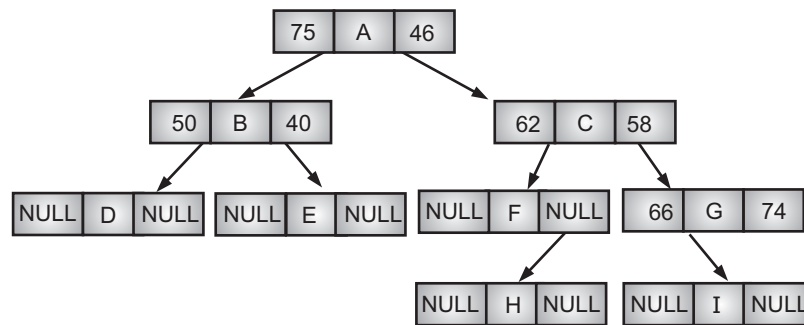 75 A 46
50 B 40
62 C 58
NULL D NULL
NULL E NULL
NULL F NULL
66 G 74
NULL H NULL
NULL I NULL